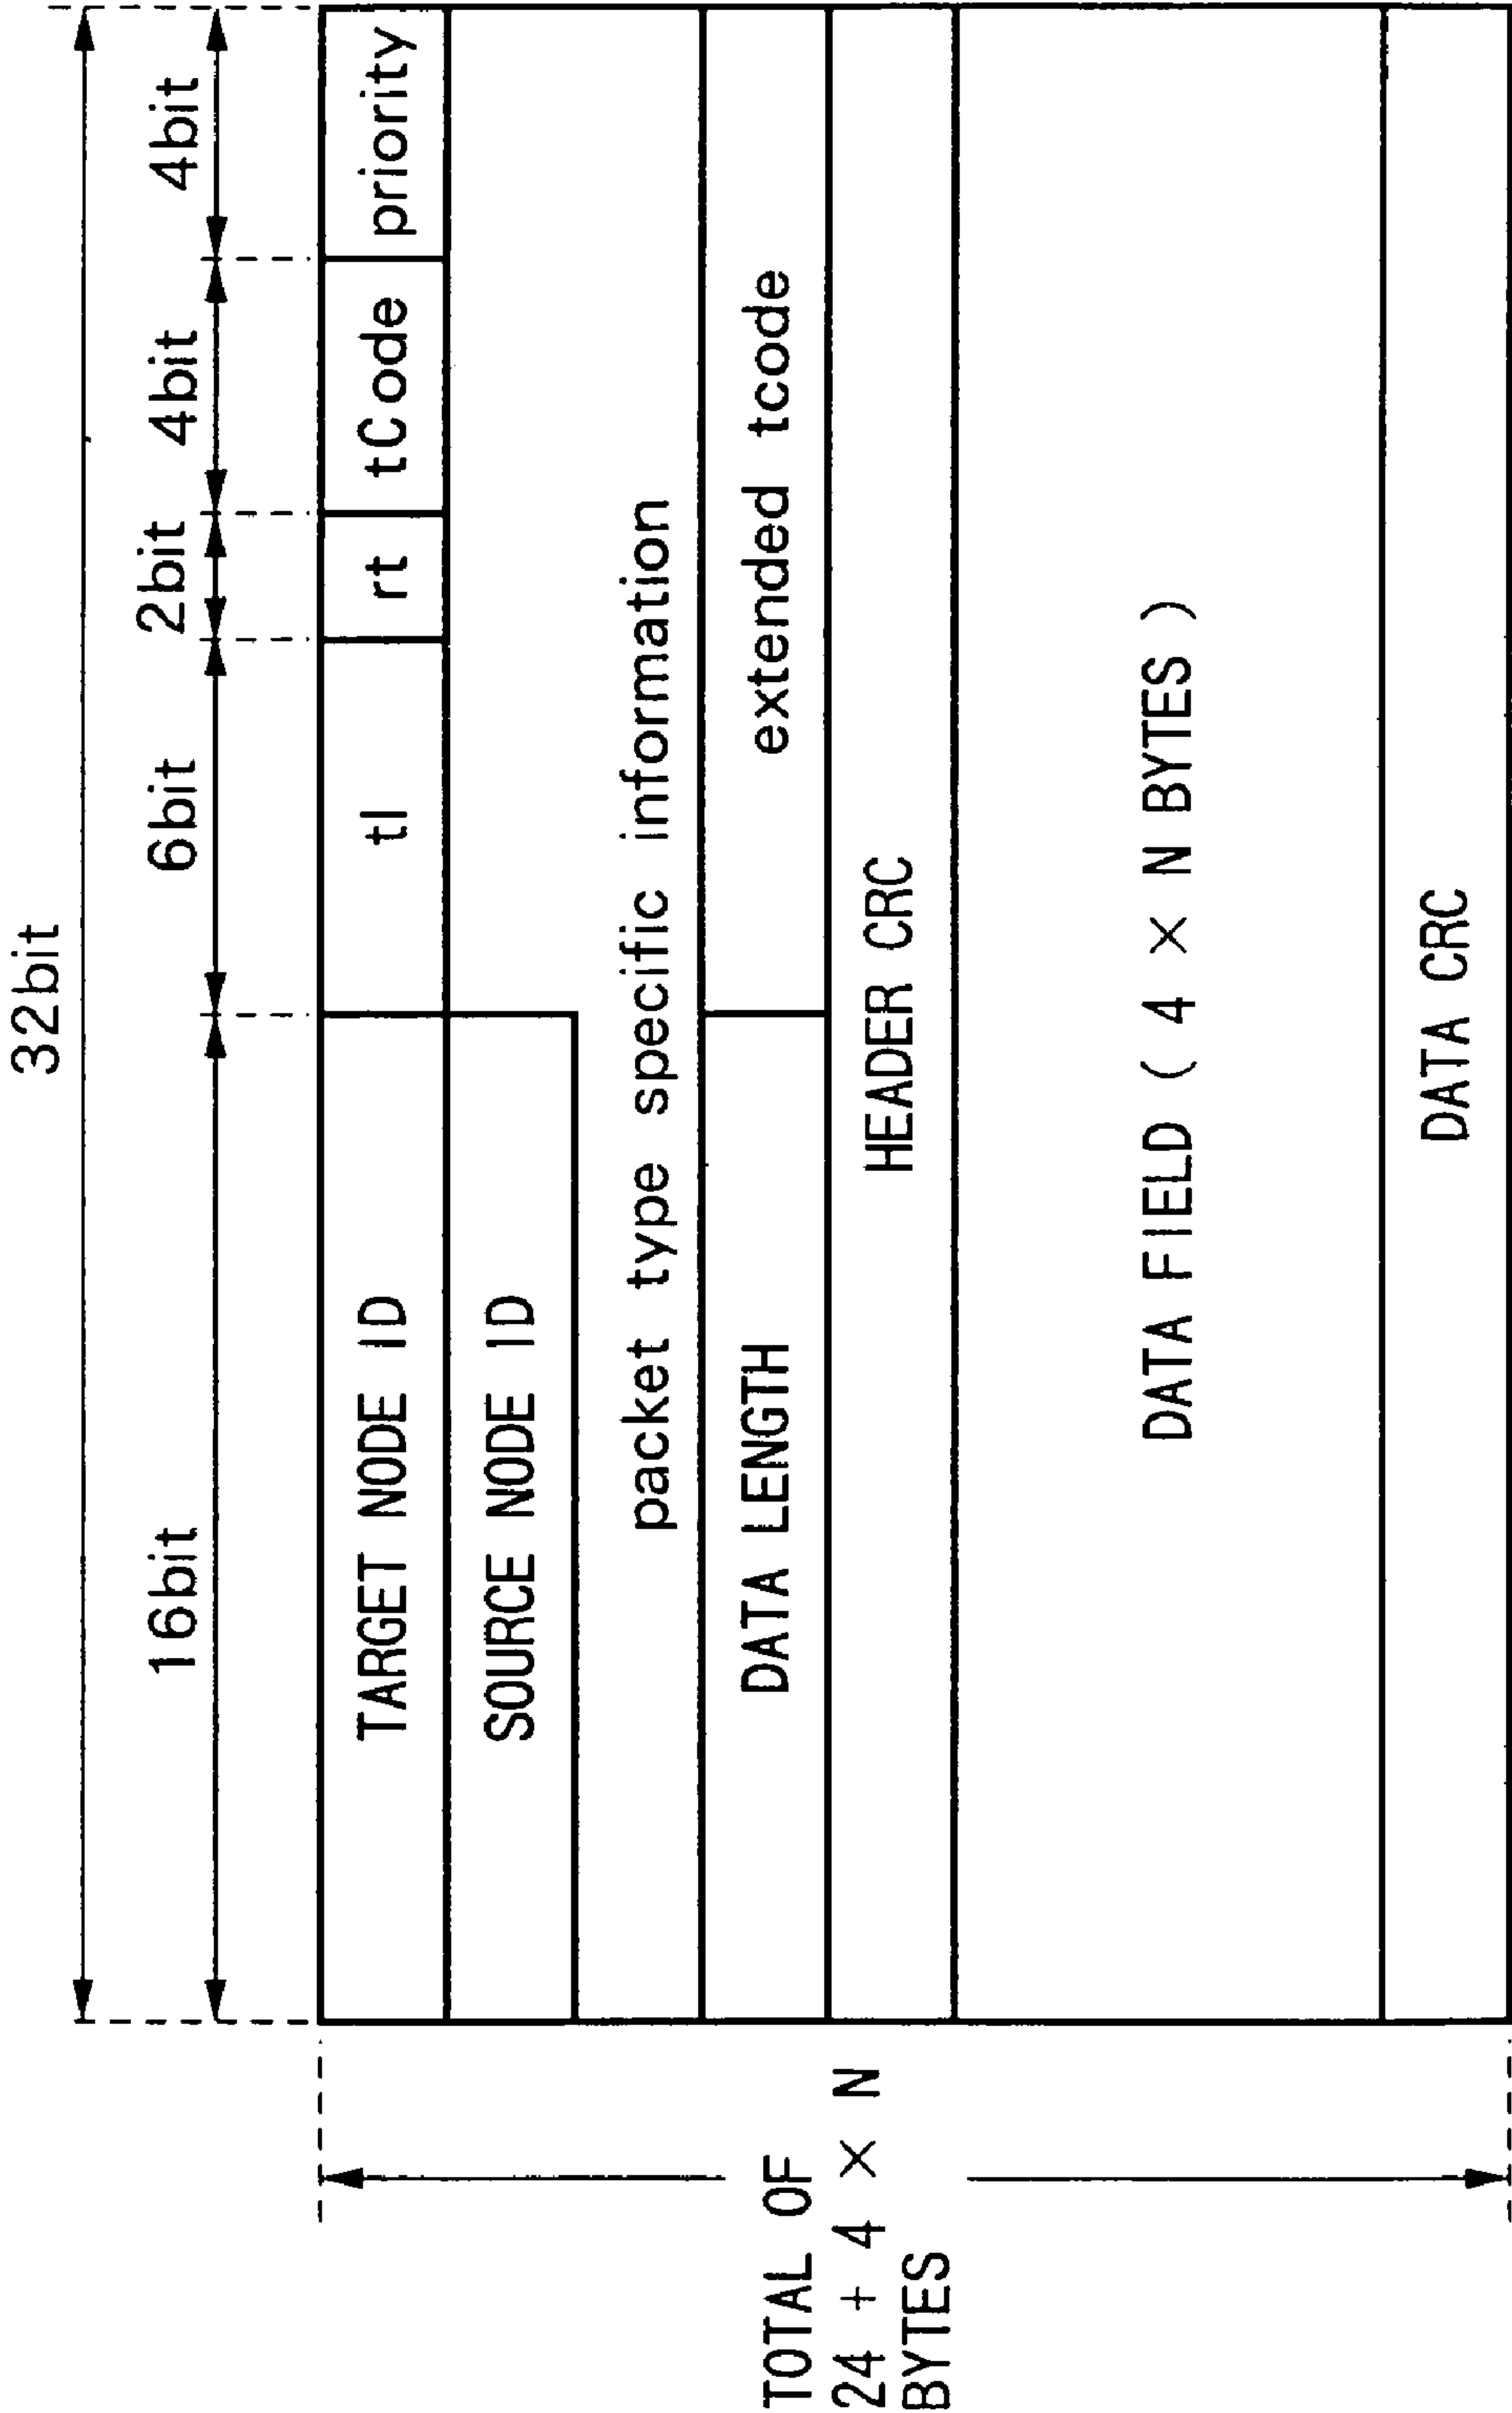 32bit
16bit 6bit 2bit 4bit 4bit
TARGET NODE ID tl rt tCode priority
SOURCE NODE ID
packet type specific information
DATA LENGTH extended tcode
HEADER CRC
DATA FIELD ( 4 × N BYTES )
DATA CRC
TOTAL OF
24 + 4 × N
BYTES